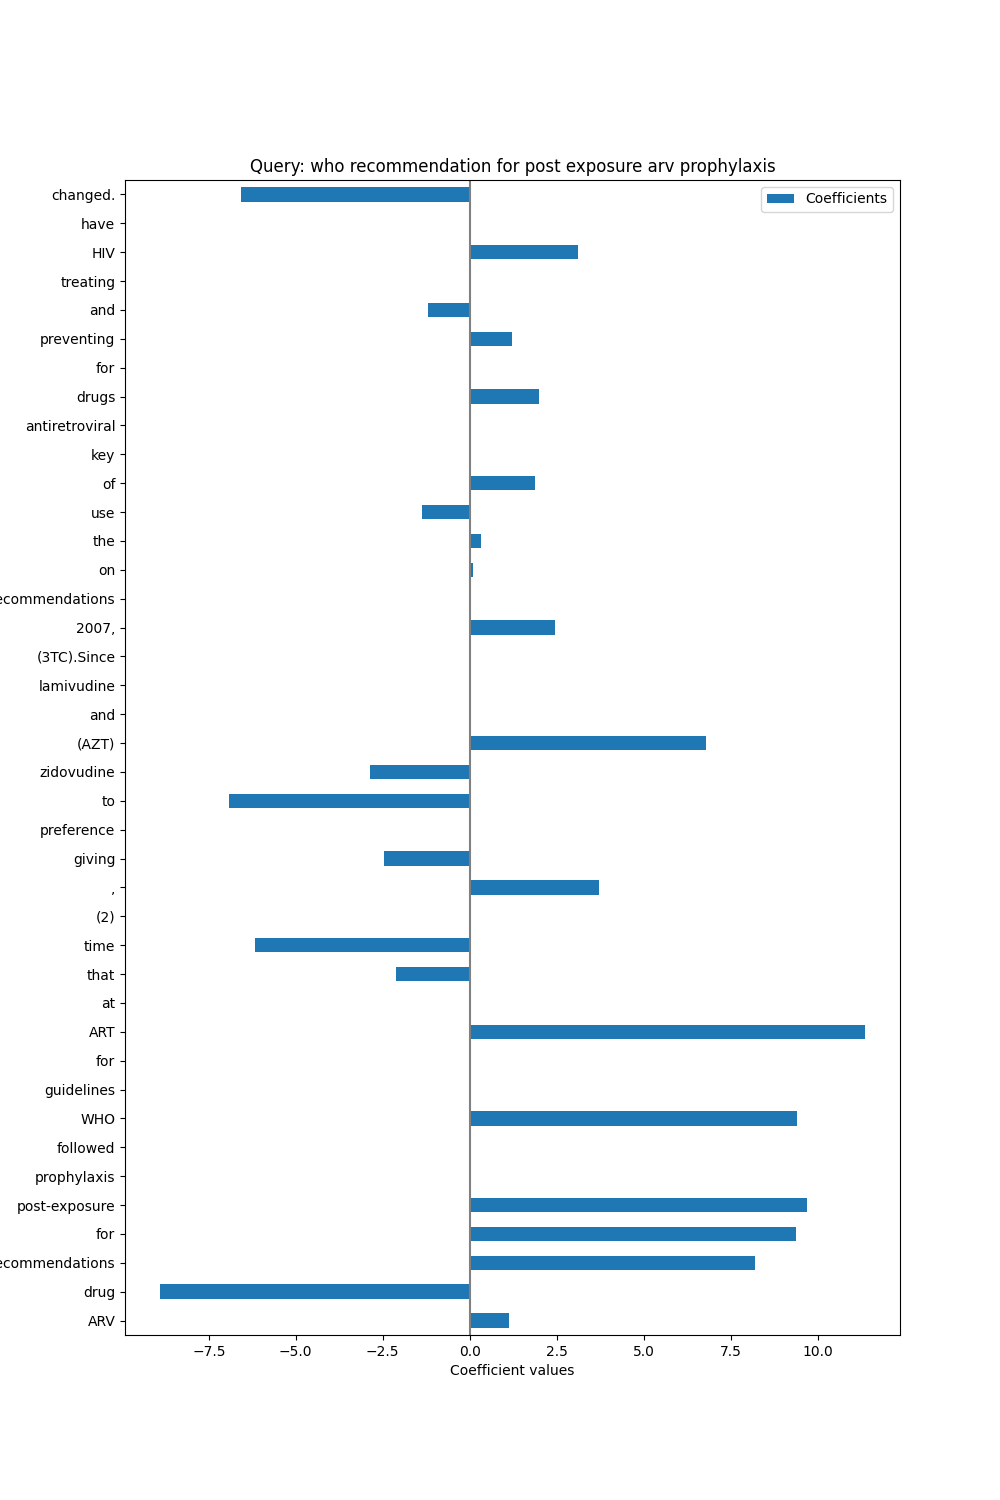 Query: who recommendation for post exposure arv prophylaxis
Coefficients
changed.
have
HIV
treating
and
preventing
for
drugs
antiretroviral
key
of
use
the
on
ecommendations
2007,
(3TC).Since
lamivudine
and
(AZT)
zidovudine
to
preference
giving
,
(2)
time
that
at
ART
for
guidelines
WHO
followed
prophylaxis
post-exposure
for
ecommendations
drug
ARV
−7.5 −5.0 −2.5 0.0 2.5 5.0 7.5 10.0
Coefficient values